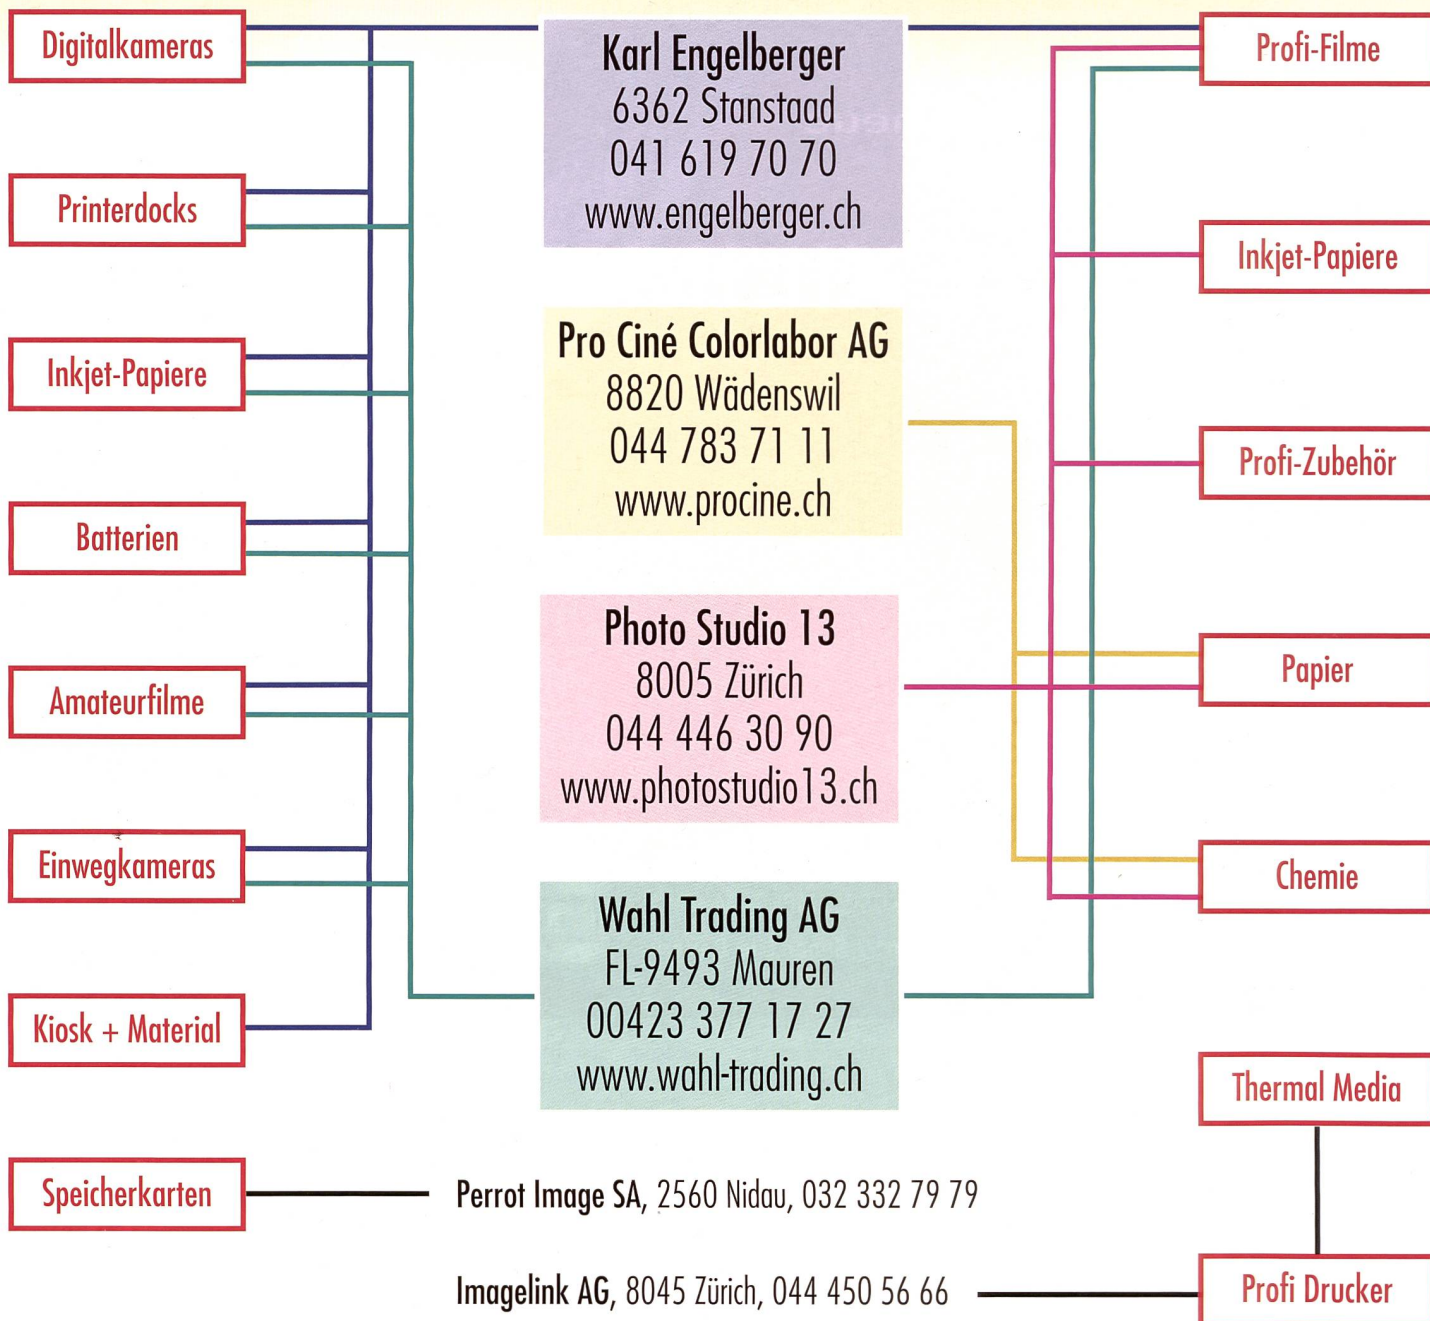 Digitalkameras
Printerdocks
Inkjet-Papiere
Batterien
Amateurfilme
Einwegkameras
Kiosk + Material
Speicherkarten
Karl Engelberger
6362 Stanstaad
041 619 70 70
www.engelberger.ch
Pro Ciné Colorlabor AG
8820 Wädenswil
044 783 71 11
www.procine.ch
Photo Studio 13
8005 Zürich
044 446 30 90
www.photostudio13.ch
Wahl Trading AG
FL-9493 Mauren
00423 377 17 27
www.wahl-trading.ch
Perrot Image SA, 2560 Nidau, 032 332 79 79
Imagelink AG, 8045 Zürich, 044 450 56 66
Profi-Filme
Inkjet-Papiere
Profi-Zubehör
Papier
Chemie
Thermal Media
Profi Drucker